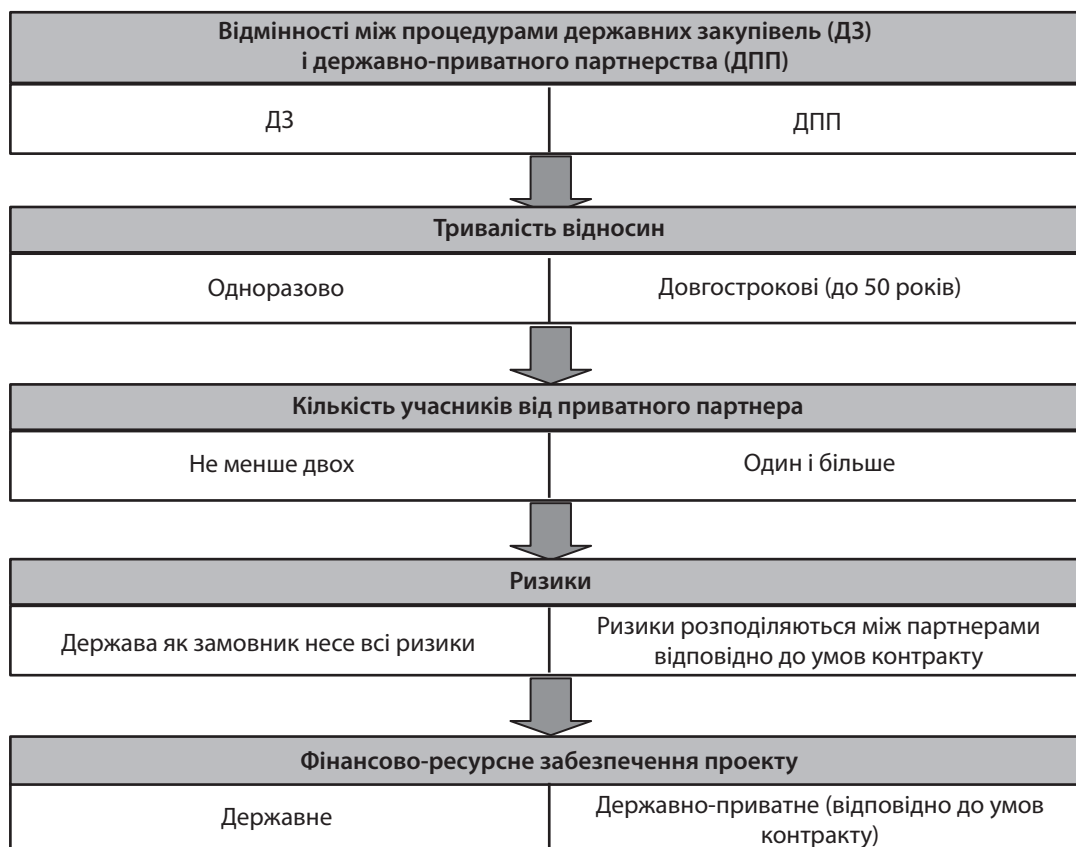 Відмінності між процедурами державних закупівель (ДЗ)
і державно-приватного партнерства (ДПП)
ДЗ
ДПП
Тривалість відносин
Одноразово
Довгострокові (до 50 років)
Кількість учасників від приватного партнера
Не менше двох
Один і більше
Ризики
Держава як замовник несе всі ризики
Ризики розподіляються між партнерами
відповідно до умов контракту
Фінансово-ресурсне забезпечення проекту
Державне
Державно-приватне (відповідно до умов
контракту)